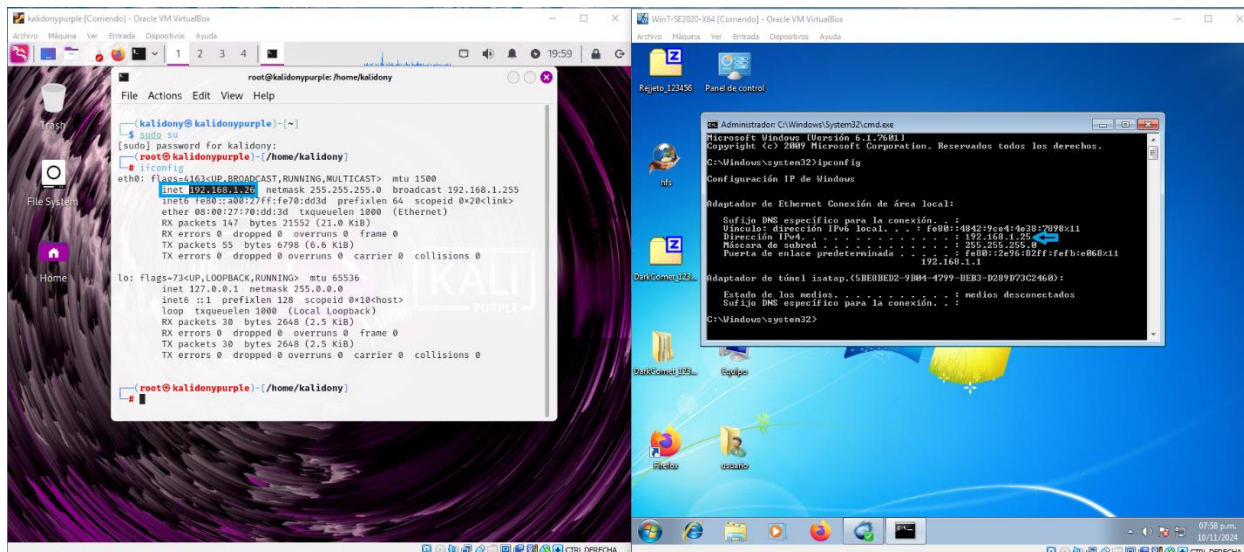 kalidonypurple [Corriendo] - Oracle VM VirtualBox
Archivo Máquina Ver Entrada Dispositivos Ayuda
1 2 3 4
19:59
root@kalidonypurple: /home/kalidony
File Actions Edit View Help
(kalidony㉿kalidonypurple)-[~]
$ sudo su
[sudo] password for kalidony:
(root㉿kalidonypurple)-[/home/kalidony]
# ifconfig
eth0: flags=4163<UP,BROADCAST,RUNNING,MULTICAST> mtu 1500
inet 192.168.1.26 netmask 255.255.255.0 broadcast 192.168.1.255
inet6 fe80::a00:27ff:fe70:dd3d prefixlen 64 scopeid 0×20<link>
ether 08:00:27:70:dd:3d txqueuelen 1000 (Ethernet)
RX packets 147 bytes 21552 (21.0 KiB)
RX errors 0 dropped 0 overruns 0 frame 0
TX packets 55 bytes 6798 (6.6 KiB)
TX errors 0 dropped 0 overruns 0 carrier 0 collisions 0
lo: flags=73<UP,LOOPBACK,RUNNING> mtu 65536
inet 127.0.0.1 netmask 255.0.0.0
inet6 ::1 prefixlen 128 scopeid 0×10<host>
loop txqueuelen 1000 (Local Loopback)
RX packets 30 bytes 2648 (2.5 KiB)
RX errors 0 dropped 0 overruns 0 frame 0
TX packets 30 bytes 2648 (2.5 KiB)
TX errors 0 dropped 0 overruns 0 carrier 0 collisions 0
(root㉿kalidonypurple)-[/home/kalidony]
#
Trash
File System
Home
KALI
PURPLE
CTRL DERECHA
Win7-SE2020-X64 [Corriendo] - Oracle VM VirtualBox
Archivo Máquina Ver Entrada Dispositivos Ayuda
Rejjeto_123456
Panel de control
hfs
DarkComet_123...
DarkComet_123...
Equipo
Firefox
usuario
Administrador: C:\Windows\System32\cmd.exe
Microsoft Windows [Versión 6.1.7601]
Copyright (c) 2009 Microsoft Corporation. Reservados todos los derechos.
C:\Windows\system32>ipconfig
Configuración IP de Windows
Adaptador de Ethernet Conexión de área local:
Sufijo DNS específico para la conexión. . :
Vínculo: dirección IPv6 local. . . : fe80::4842:9ce4:4e38:7898%11
Dirección IPv4. . . . . . . . . . . . . . : 192.168.1.25
Máscara de subred . . . . . . . . . . . . : 255.255.255.0
Puerta de enlace predeterminada . . . . . : fe80::2e96:82ff:fefb:e068%11
192.168.1.1
Adaptador de túnel isatap.{5BE8BED2-9B04-4799-BEB3-D289D73C2460}:
Estado de los medios. . . . . . . . . . . : medios desconectados
Sufijo DNS específico para la conexión. . :
C:\Windows\system32>
07:58 p.m.
10/11/2024
CTRL DERECHA